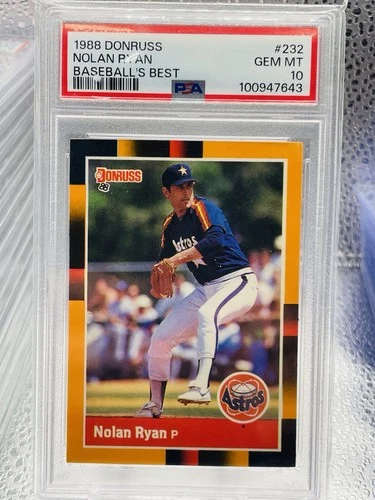 1988 DONRUSS #232
NOLAN RYAN GEM MT
BASEBALL'S BEST 10
PSA 100947643
DONRUSS
88
Astros
Astros
Nolan Ryan P